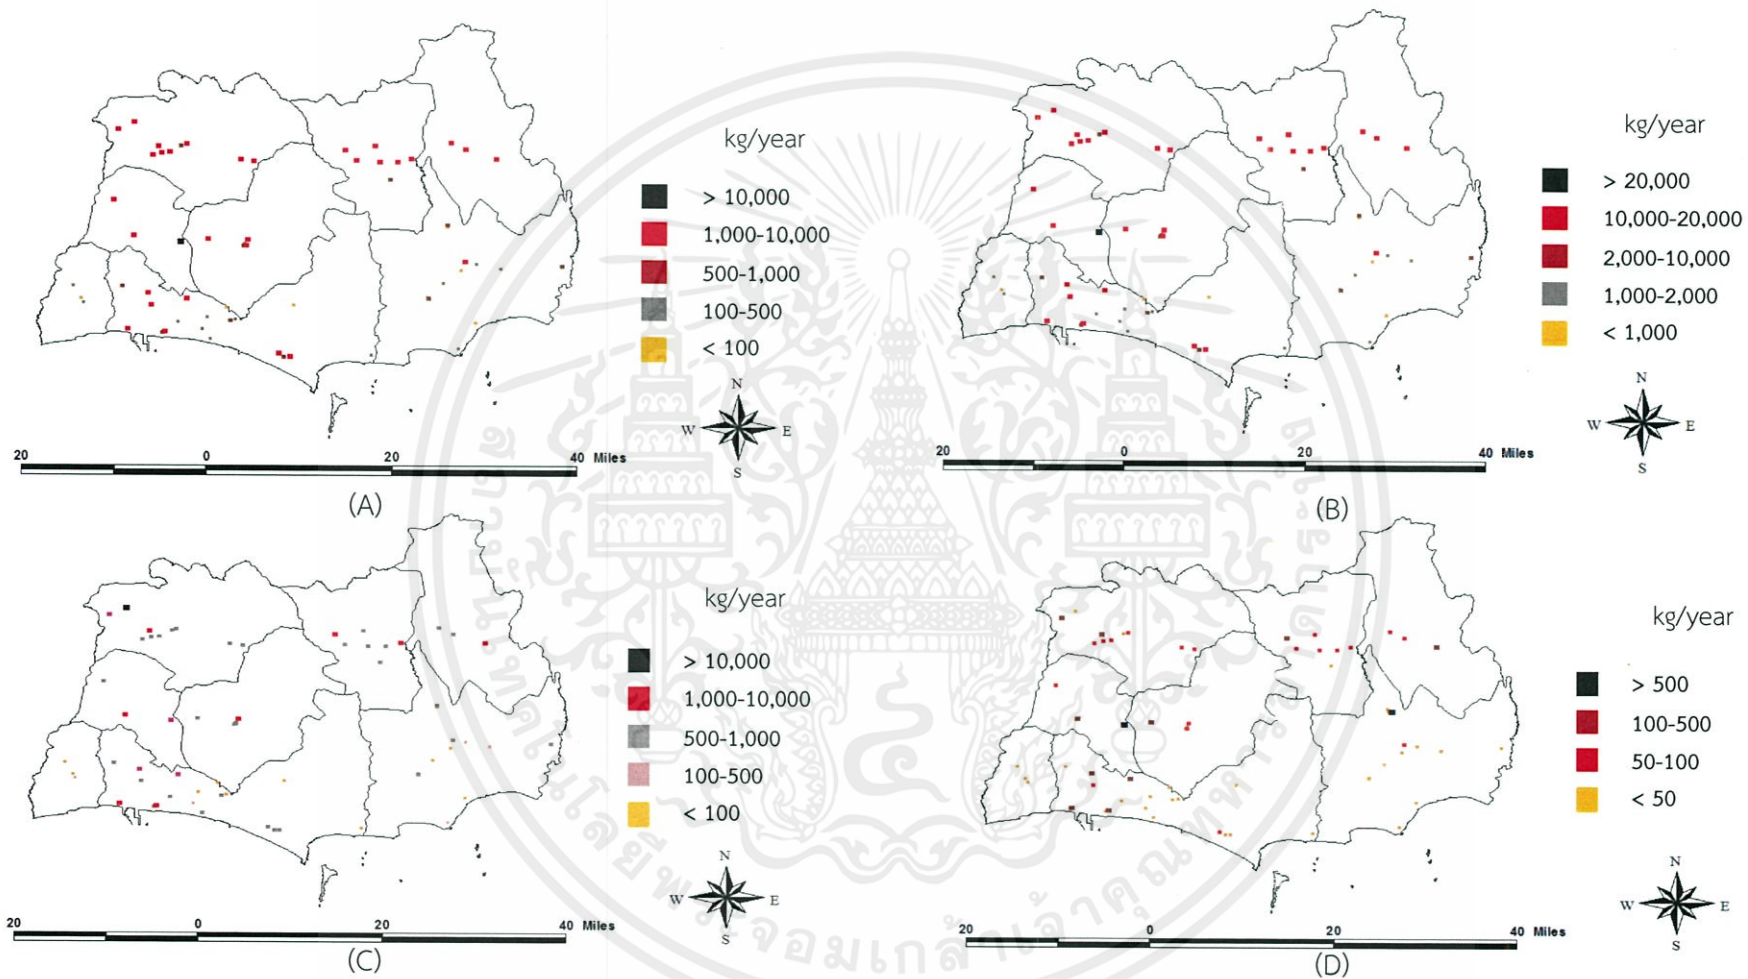 kg/year
> 10,000
1,000-10,000
500-1,000
100-500
< 100
N
W E
S
20 0 20 40 Miles
(A)
kg/year
> 20,000
10,000-20,000
2,000-10,000
1,000-2,000
< 1,000
N
W E
S
20 0 20 40 Miles
(B)
kg/year
> 10,000
1,000-10,000
500-1,000
100-500
< 100
N
W E
S
20 0 20 40 Miles
(C)
kg/year
> 500
100-500
50-100
< 50
N
W E
S
20 0 20 40 Miles
(D)